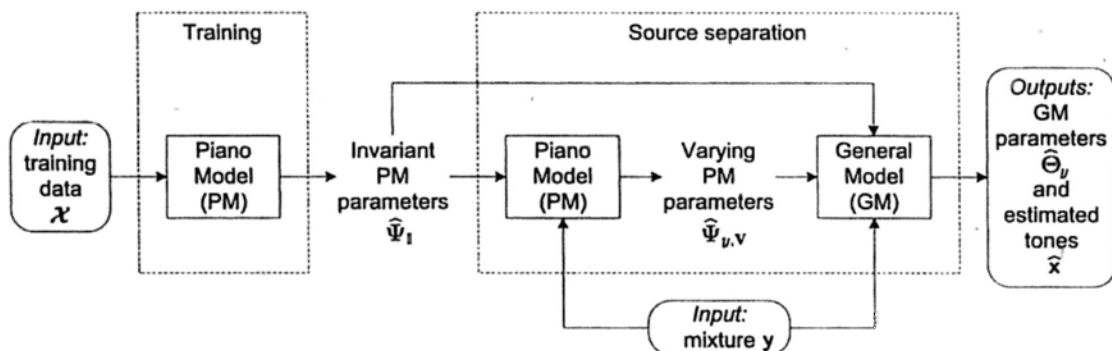 Training
Source separation
Input:
training
data
𝒳
Piano
Model
(PM)
Invariant
PM
parameters
Ψ̂_𝕀
Piano
Model
(PM)
Varying
PM
parameters
Ψ̂_{ν,V}
General
Model
(GM)
Outputs:
GM
parameters
Θ̂_ν
and
estimated
tones
x̂
Input:
mixture y